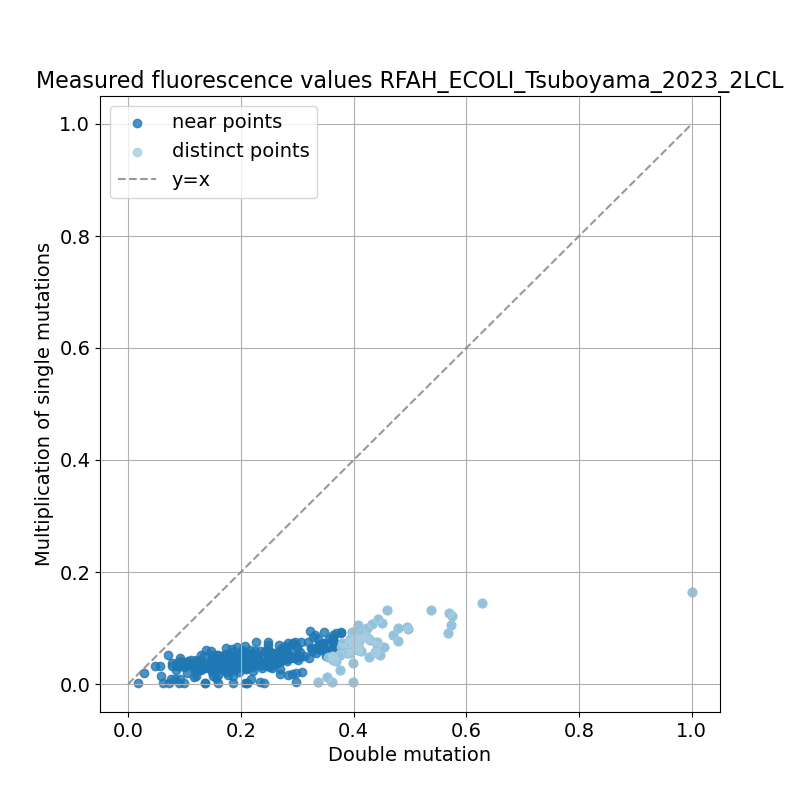 Measured fluorescence values RFAH_ECOLI_Tsuboyama_2023_2LCL
near points
distinct points
y=x
1.0
0.8
0.6
0.4
0.2
0.0
Multiplication of single mutations
0.0 0.2 0.4 0.6 0.8 1.0
Double mutation